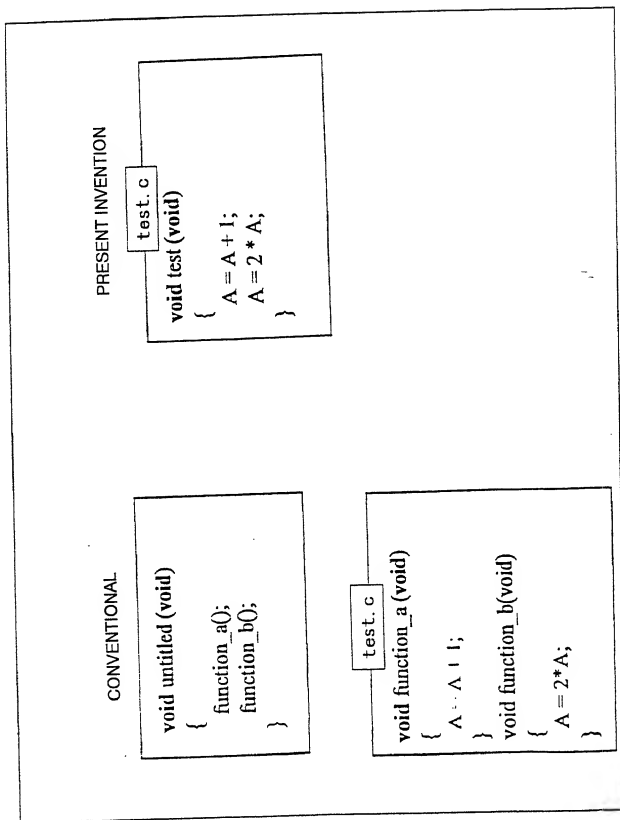 CONVENTIONAL
void untitled (void)
{
function_a();
function_b();
}
test. c
void function_a (void)
{
A = A + 1;
}
void function_b(void)
{
A = 2*A;
}
PRESENT INVENTION
test. c
void test (void)
{
A = A + 1;
A = 2 * A;
}